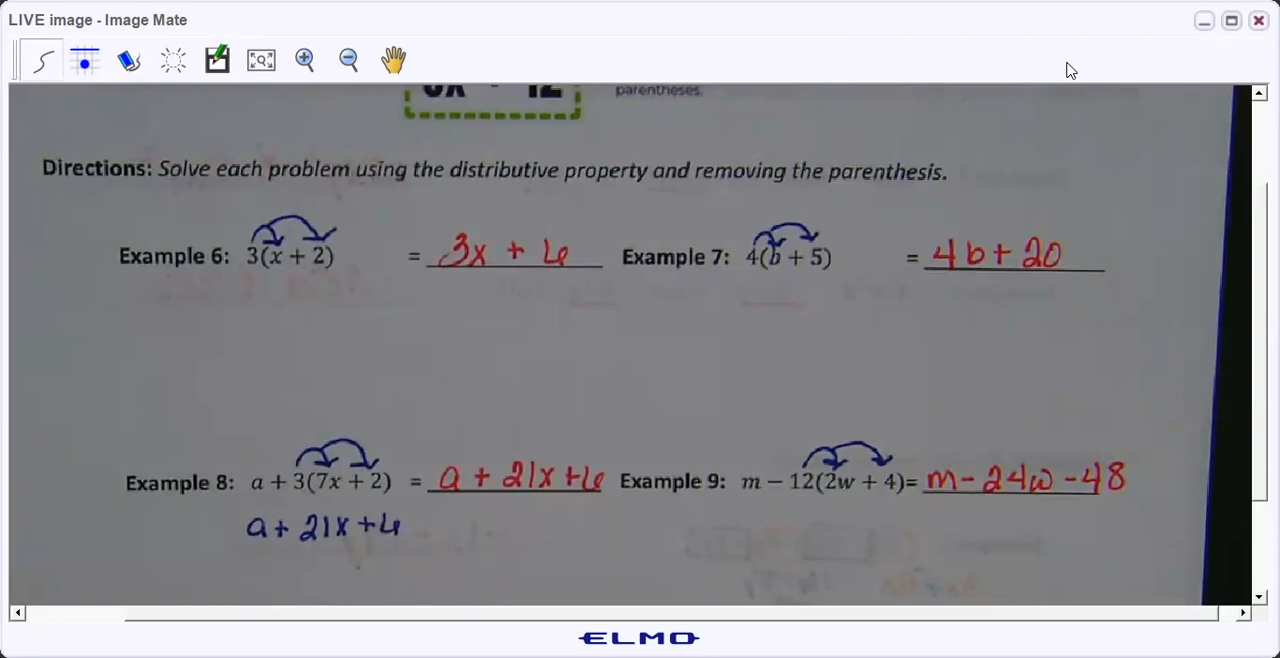 LIVE image - Image Mate
parentheses.
Directions: Solve each problem using the distributive property and removing the parenthesis.
Example 6: 3(x + 2) = 3x + 6 Example 7: 4(b + 5) = 4b + 20
Example 8: a + 3(7x + 2) = a + 21x + 6 Example 9: m − 12(2w + 4)= m - 24w - 48
a + 21x + 6
ELMO